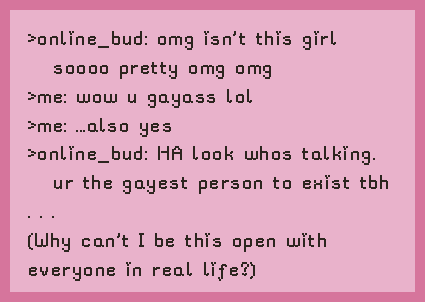 >online_bud: omg isn't this girl
soooo pretty omg omg
>me: wow u gayass lol
>me: ...also yes
>online_bud: HA look whos talking.
ur the gayest person to exist tbh
. . .
(Why can't I be this open with
everyone in real life?)